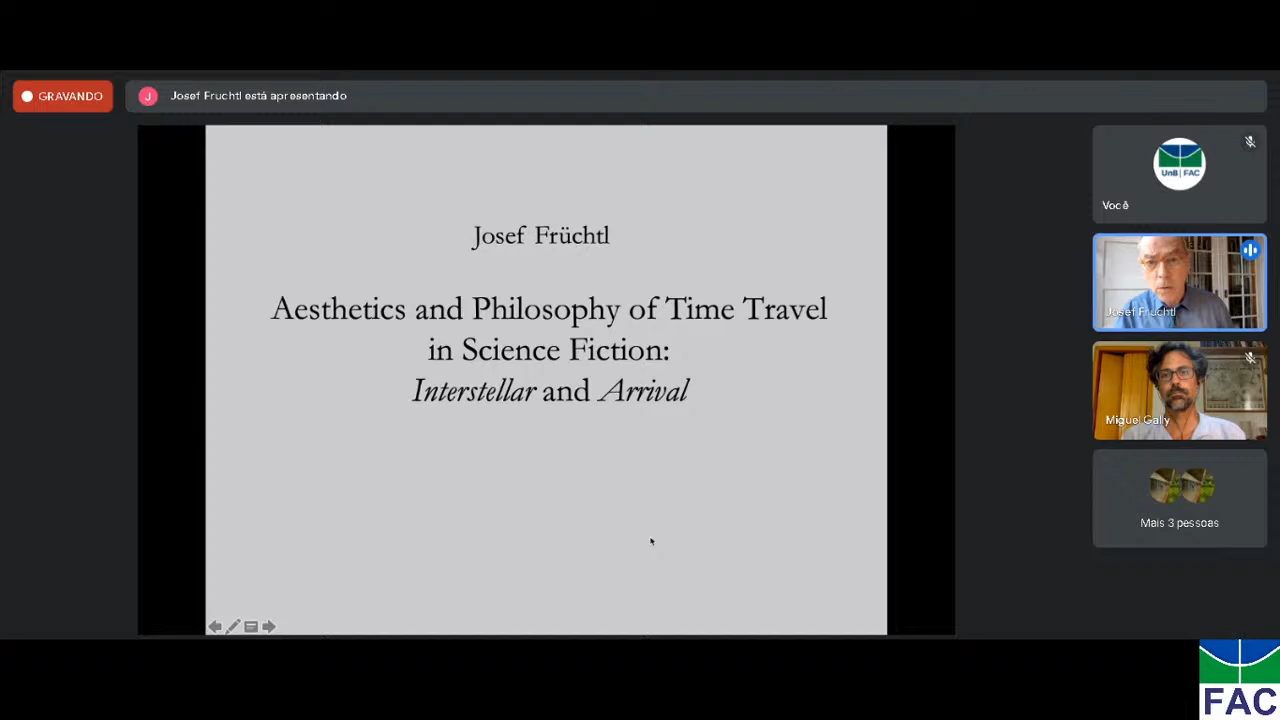 GRAVANDO
J
Josef Fruchtl está apresentando
Josef Früchtl
Aesthetics and Philosophy of Time Travel
in Science Fiction:
Interstellar and Arrival
UnB | FAC
Você
Josef Fruchtl
Miguel Gally
Mais 3 pessoas
FAC